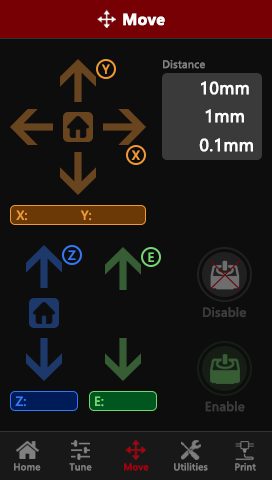 Move
Y
Distance
10mm
1mm
0.1mm
X
X: Y:
Z
E
Disable
Z:
E:
Enable
Home Tune Move Utilities Print